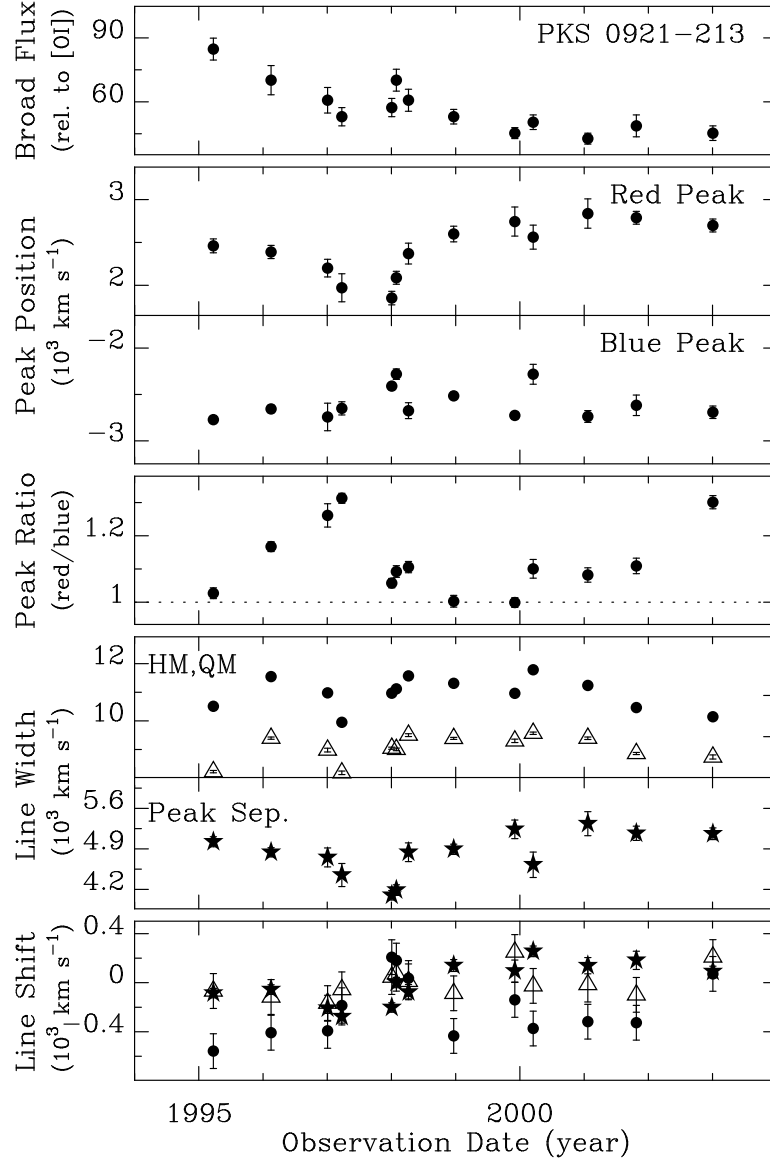 PKS 0921−213
Broad Flux
(rel. to [OI])
90
60
Red Peak
Peak Position
(10³ km s⁻¹)
3
2
Blue Peak
−2
−3
Peak Ratio
(red/blue)
1.2
1
HM,QM
Line Width
(10³ km s⁻¹)
12
10
Peak Sep.
5.6
4.9
4.2
Line Shift
(10³ km s⁻¹)
0.4
0
−0.4
1995
2000
Observation Date (year)